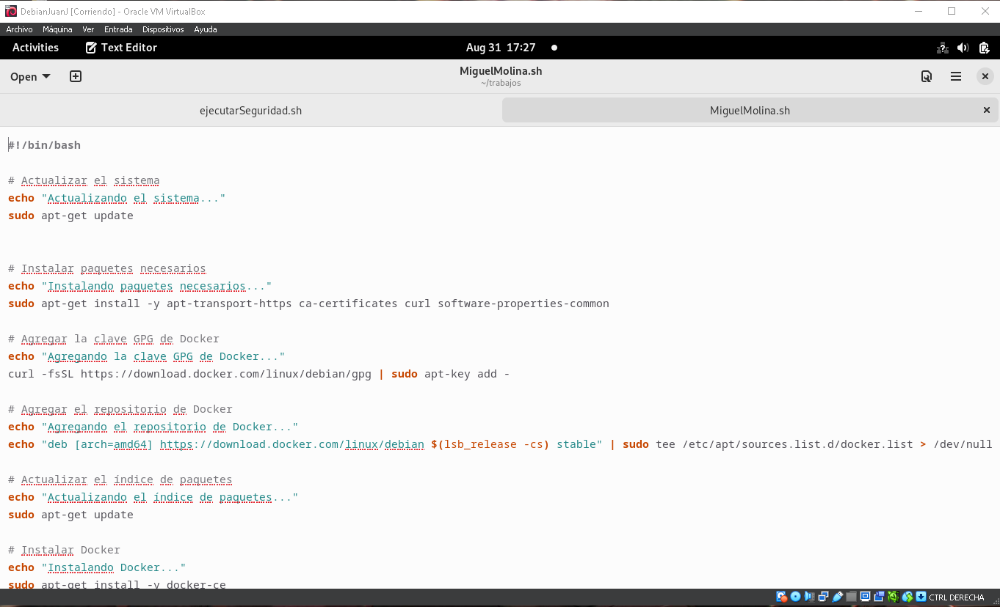 DebianJuanJ [Corriendo] - Oracle VM VirtualBox
Archivo Máquina Ver Entrada Dispositivos Ayuda
Activities Text Editor Aug 31 17:27
Open MiguelMolina.sh
~/trabajos
ejecutarSeguridad.sh MiguelMolina.sh
#!/bin/bash
# Actualizar el sistema
echo "Actualizando el sistema..."
sudo apt-get update
# Instalar paquetes necesarios
echo "Instalando paquetes necesarios..."
sudo apt-get install -y apt-transport-https ca-certificates curl software-properties-common
# Agregar la clave GPG de Docker
echo "Agregando la clave GPG de Docker..."
curl -fsSL https://download.docker.com/linux/debian/gpg | sudo apt-key add -
# Agregar el repositorio de Docker
echo "Agregando el repositorio de Docker..."
echo "deb [arch=amd64] https://download.docker.com/linux/debian $(lsb_release -cs) stable" | sudo tee /etc/apt/sources.list.d/docker.list > /dev/null
# Actualizar el índice de paquetes
echo "Actualizando el índice de paquetes..."
sudo apt-get update
# Instalar Docker
echo "Instalando Docker..."
sudo apt-get install -y docker-ce
CTRL DERECHA